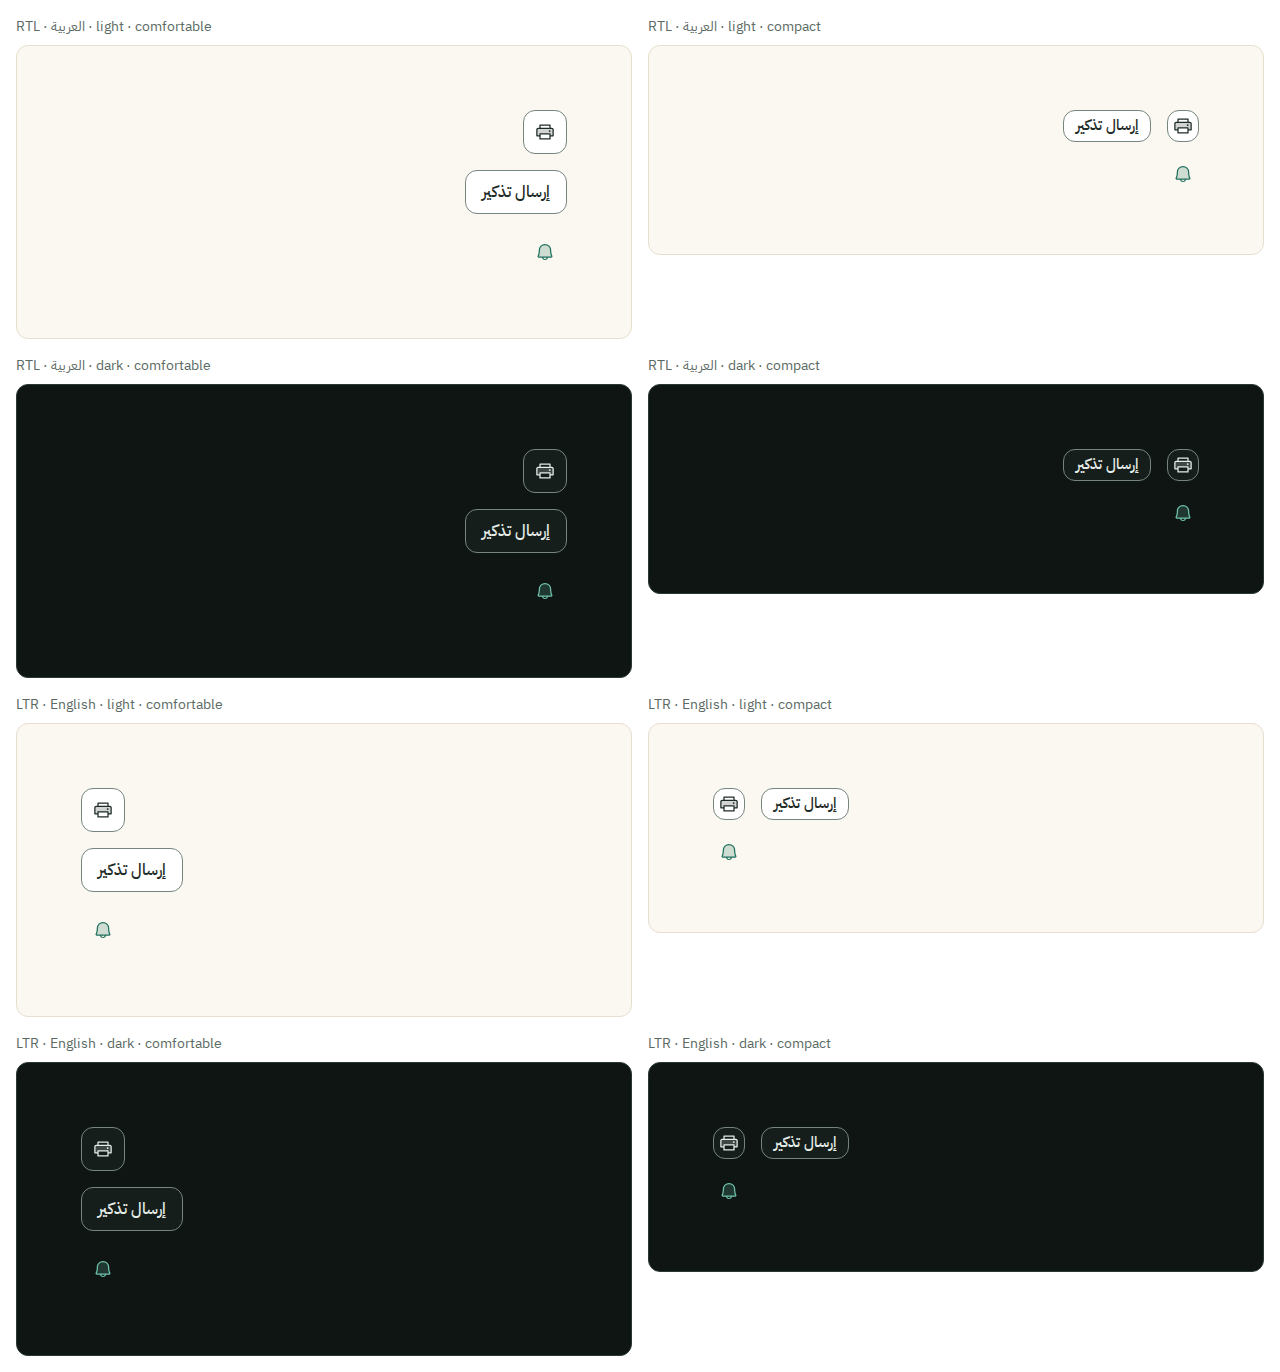 RTL · العربية · light · comfortable
إرسال تذكير
RTL · العربية · light · compact
إرسال تذكير
RTL · العربية · dark · comfortable
إرسال تذكير
RTL · العربية · dark · compact
إرسال تذكير
LTR · English · light · comfortable
إرسال تذكير
LTR · English · light · compact
إرسال تذكير
LTR · English · dark · comfortable
إرسال تذكير
LTR · English · dark · compact
إرسال تذكير